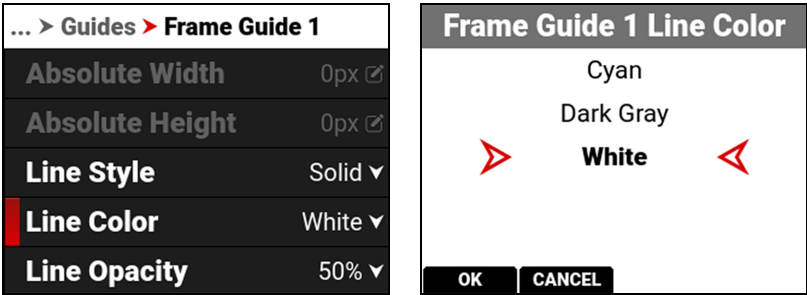 ... > Guides > Frame Guide 1
Absolute Width 0px
Absolute Height 0px
Line Style Solid
Line Color White
Line Opacity 50%
Frame Guide 1 Line Color
Cyan
Dark Gray
White
OK CANCEL